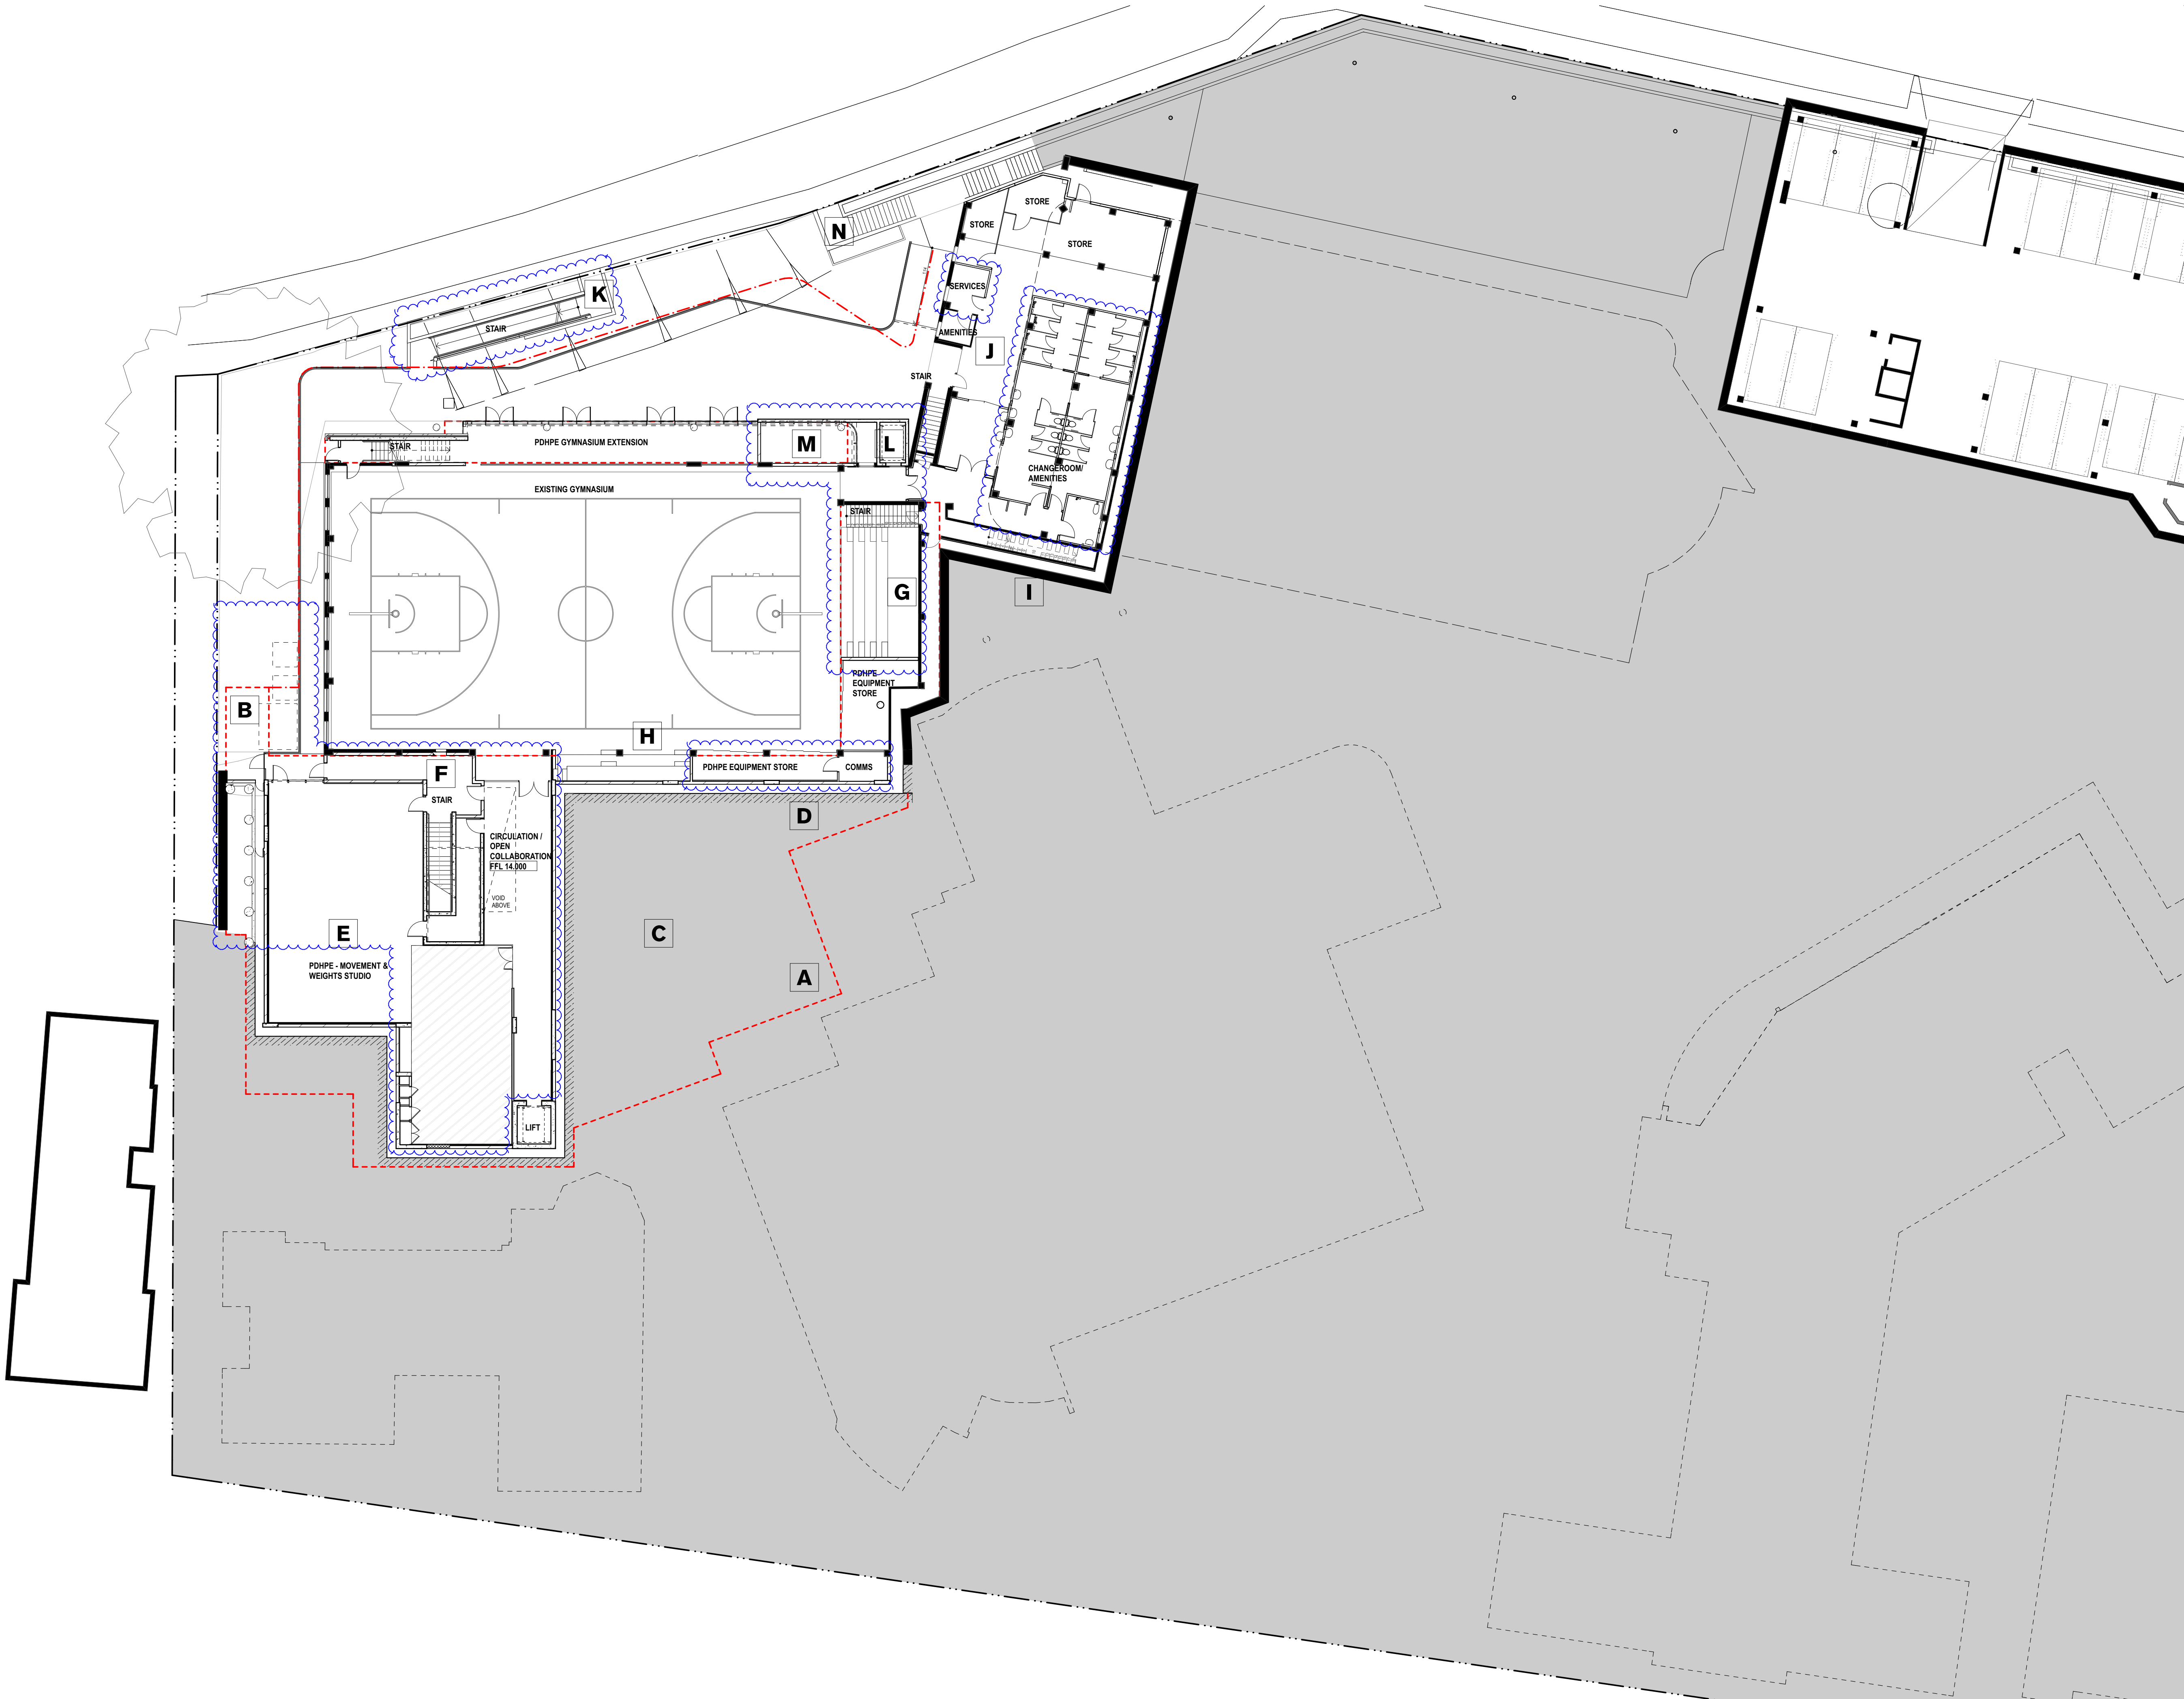 STORE
STORE
N
STORE
SERVICES
K
STAIR
AMENITIES
J
STAIR
PDHPE GYMNASIUM EXTENSION
STAIR
M
L
CHANGEROOM/
AMENITIES
EXISTING GYMNASIUM
STAIR
G
I
PDHPE
EQUIPMENT
STORE
B
H
F
PDHPE EQUIPMENT STORE
COMMS
STAIR
D
CIRCULATION /
OPEN
COLLABORATION
FFL 14.000
VOID
ABOVE
E
C
PDHPE - MOVEMENT &
WEIGHTS STUDIO
A
LIFT